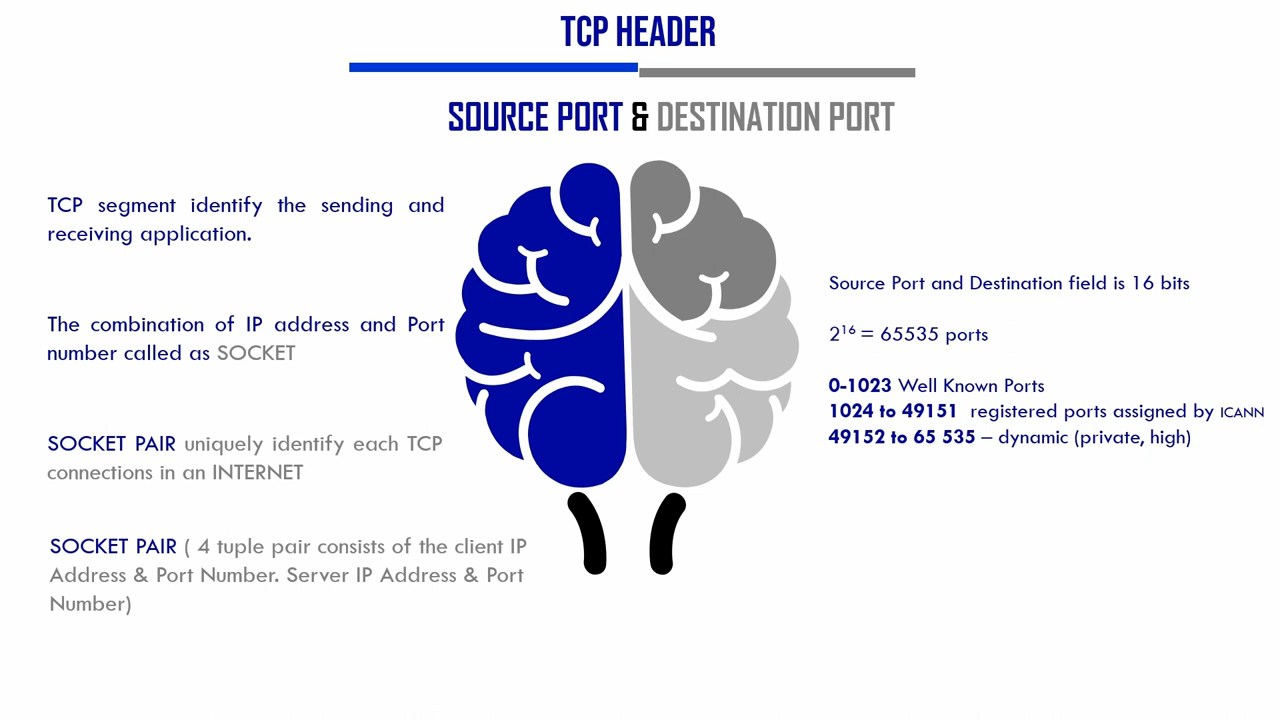 TCP HEADER
SOURCE PORT & DESTINATION PORT
TCP segment identify the sending and
receiving application.
The combination of IP address and Port
number called as SOCKET
SOCKET PAIR uniquely identify each TCP
connections in an INTERNET
SOCKET PAIR ( 4 tuple pair consists of the client IP
Address & Port Number. Server IP Address & Port
Number)
Source Port and Destination field is 16 bits
2¹⁶ = 65535 ports
0-1023 Well Known Ports
1024 to 49151 registered ports assigned by ICANN
49152 to 65 535 – dynamic (private, high)